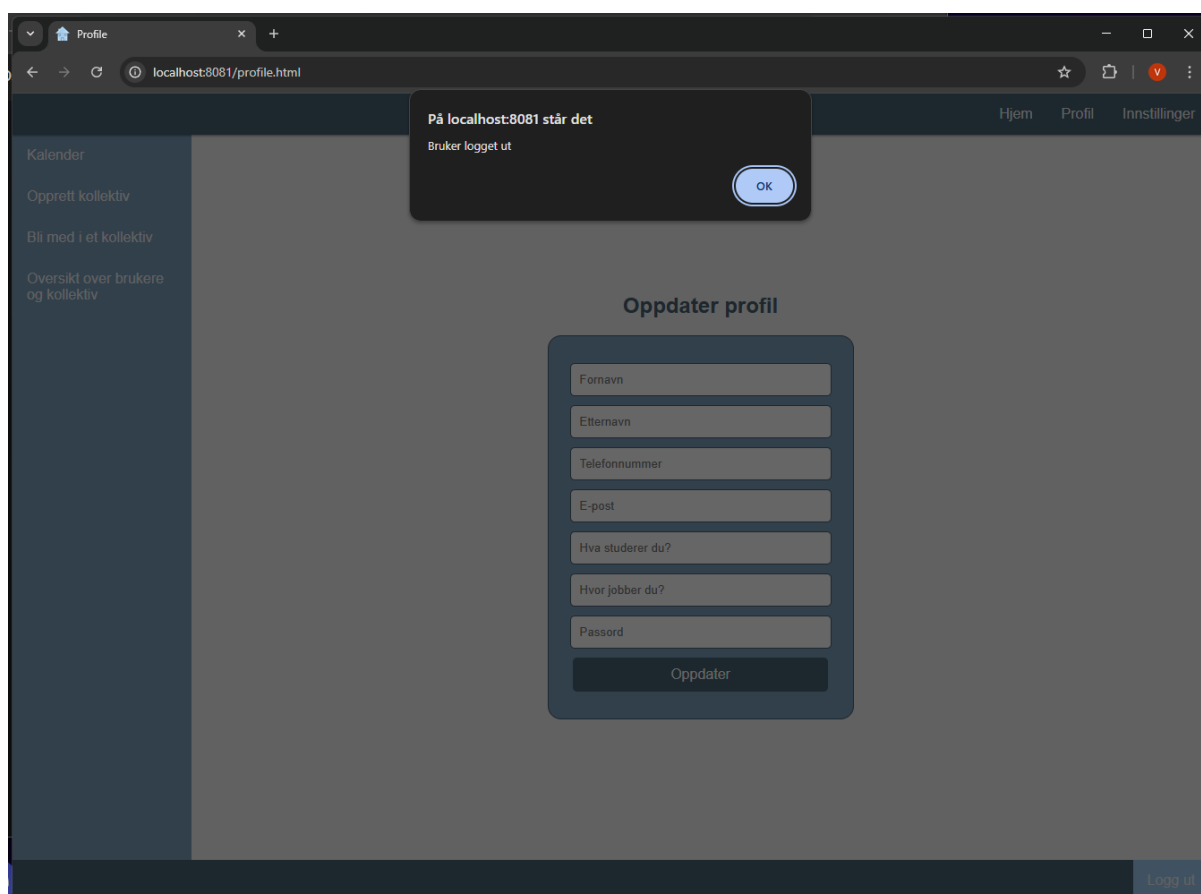 Profile
localhost:8081/profile.html
V
På localhost:8081 står det
Bruker logget ut
OK
Hjem Profil Innstillinger
Kalender
Opprett kollektiv
Bli med i et kollektiv
Oversikt over brukere
og kollektiv
Oppdater profil
Fornavn
Etternavn
Telefonnummer
E-post
Hva studerer du?
Hvor jobber du?
Passord
Oppdater
Logg ut